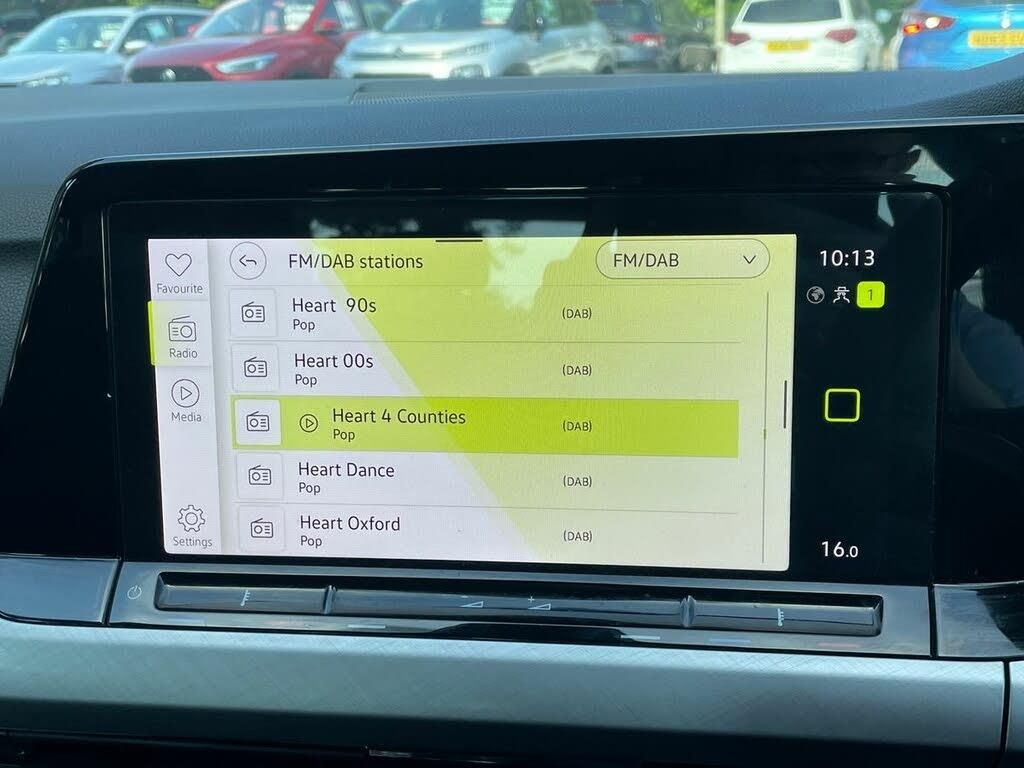 FM/DAB stations
FM/DAB
10:13
Favourite
Heart 90s
Pop
(DAB)
1
Radio
Heart 00s
Pop
(DAB)
Media
Heart 4 Counties
Pop
(DAB)
Heart Dance
Pop
(DAB)
Settings
Heart Oxford
Pop
(DAB)
16.0